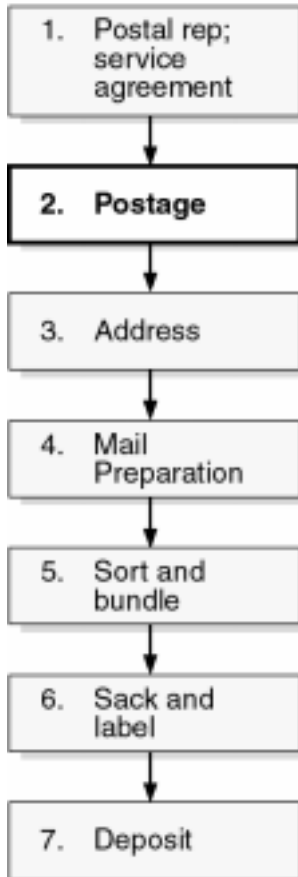 1. Postal rep;
service
agreement
2. Postage
3. Address
4. Mail
Preparation
5. Sort and
bundle
6. Sack and
label
7. Deposit